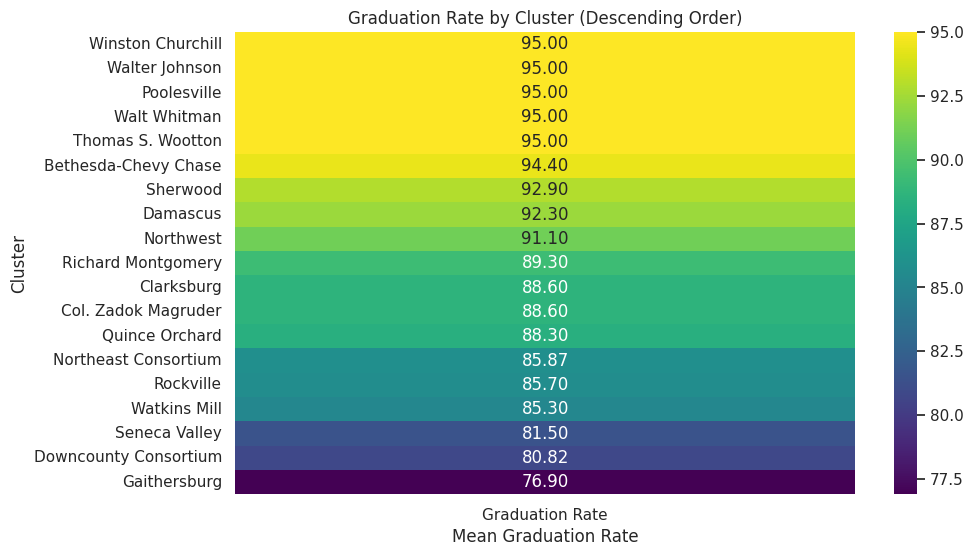 Graduation Rate by Cluster (Descending Order)
Winston Churchill 95.00
Walter Johnson 95.00
Poolesville 95.00
Walt Whitman 95.00
Thomas S. Wootton 95.00
Bethesda-Chevy Chase 94.40
Sherwood 92.90
Damascus 92.30
Northwest 91.10
Richard Montgomery 89.30
Clarksburg 88.60
Col. Zadok Magruder 88.60
Quince Orchard 88.30
Northeast Consortium 85.87
Rockville 85.70
Watkins Mill 85.30
Seneca Valley 81.50
Downcounty Consortium 80.82
Gaithersburg 76.90
Cluster
Graduation Rate
Mean Graduation Rate
95.0
92.5
90.0
87.5
85.0
82.5
80.0
77.5